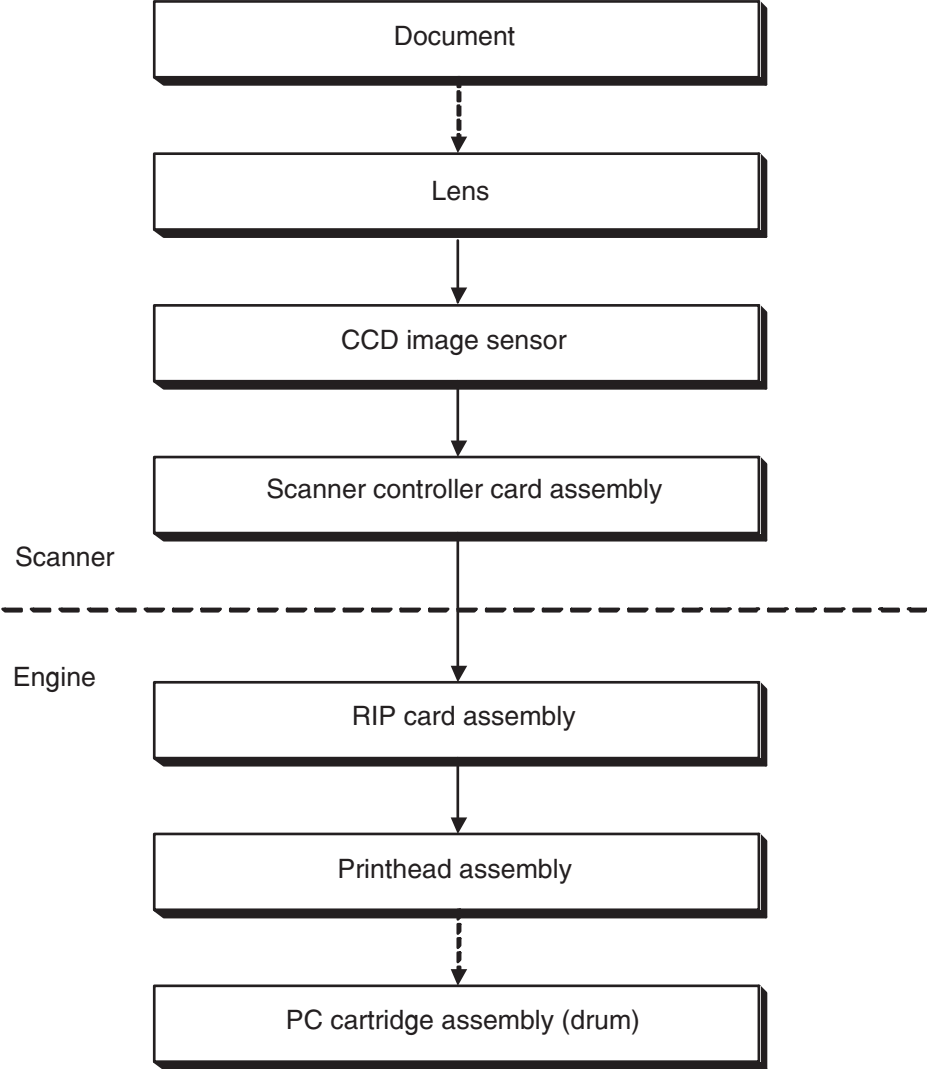 Document
Lens
CCD image sensor
Scanner controller card assembly
Scanner
Engine
RIP card assembly
Printhead assembly
PC cartridge assembly (drum)